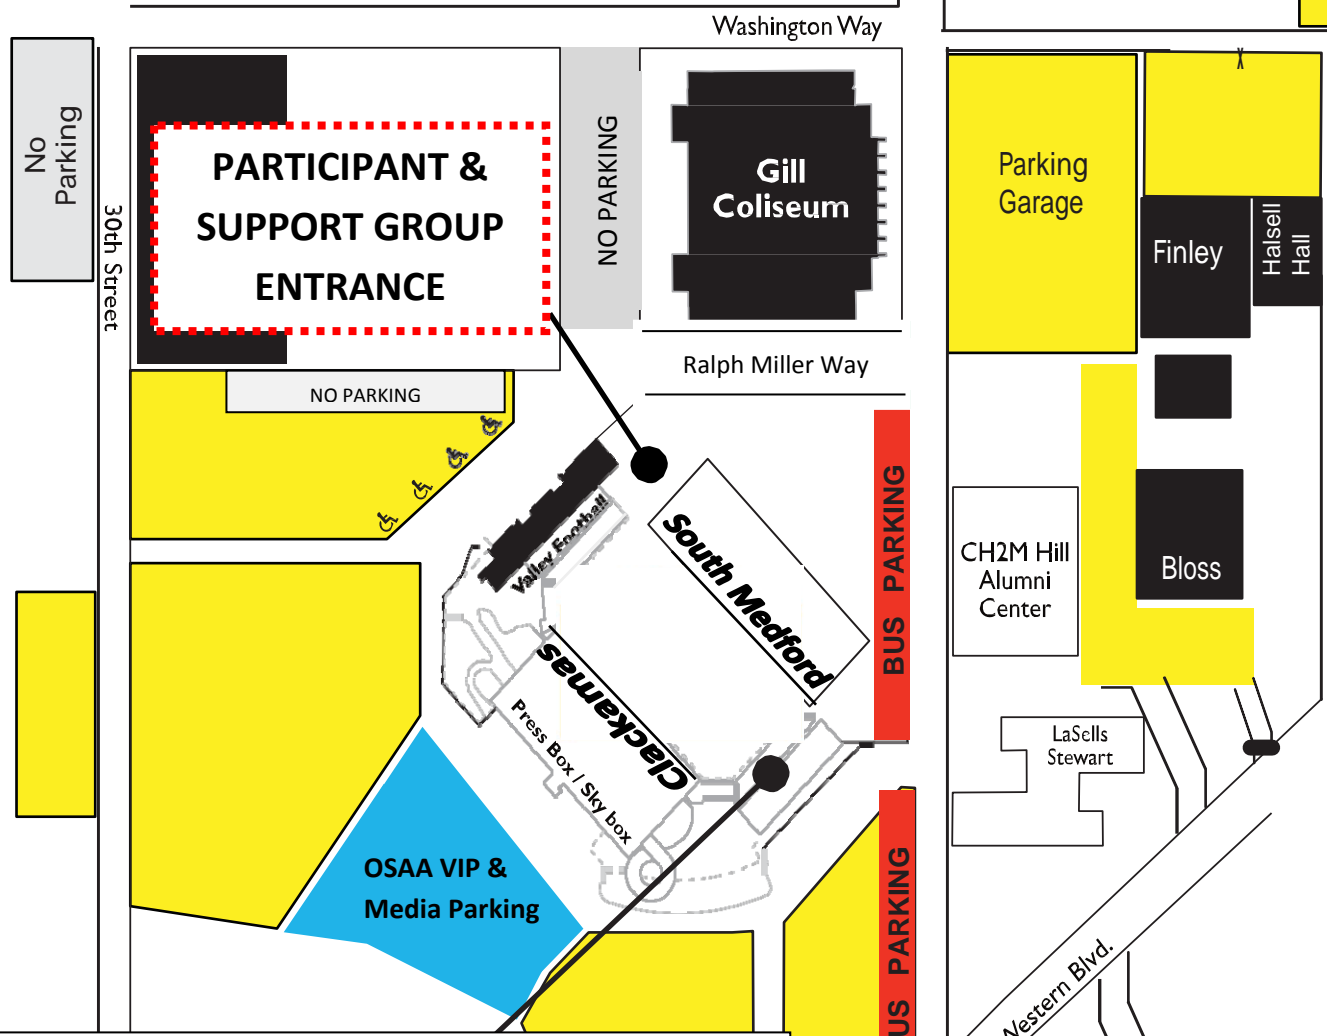 Washington Way
No
Parking
30th Street
PARTICIPANT &
SUPPORT GROUP
ENTRANCE
NO PARKING
Gill
Coliseum
Parking
Garage
Finley
Halsell
Hall
Ralph Miller Way
NO PARKING
Valley Football
South Medford
BUS PARKING
CH2M Hill
Alumni
Center
Bloss
Clackamas
Press Box / Sky box
LaSells
Stewart
OSAA VIP &
Media Parking
BUS PARKING
Western Blvd.